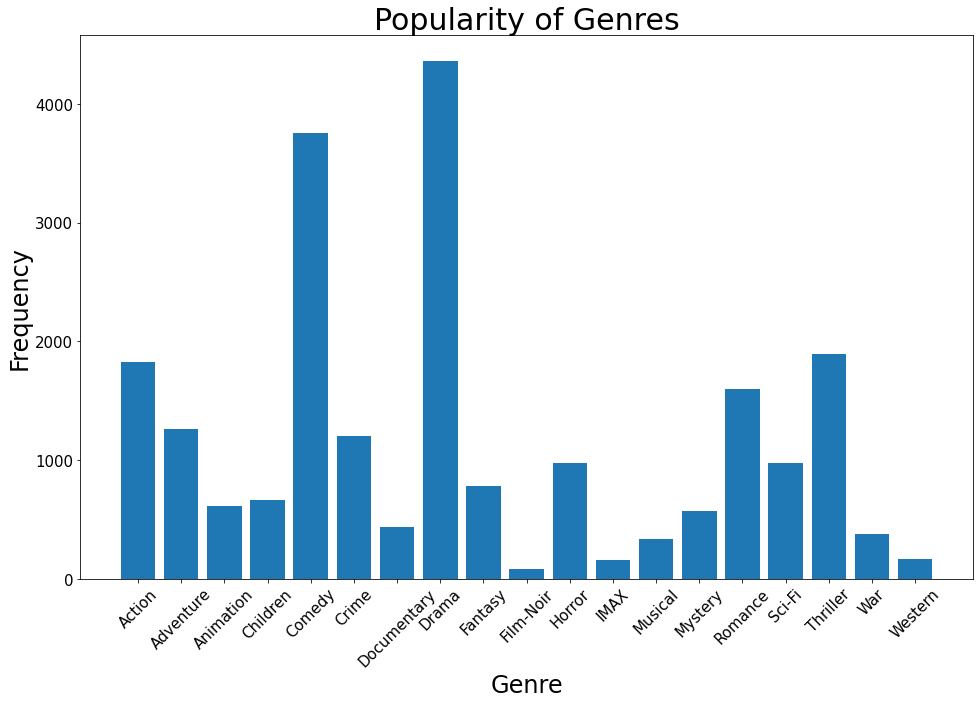 Popularity of Genres
Frequency
4000
3000
2000
1000
0
Action
Adventure
Animation
Children
Comedy
Crime
Documentary
Drama
Fantasy
Film-Noir
Horror
IMAX
Musical
Mystery
Romance
Sci-Fi
Thriller
War
Western
Genre